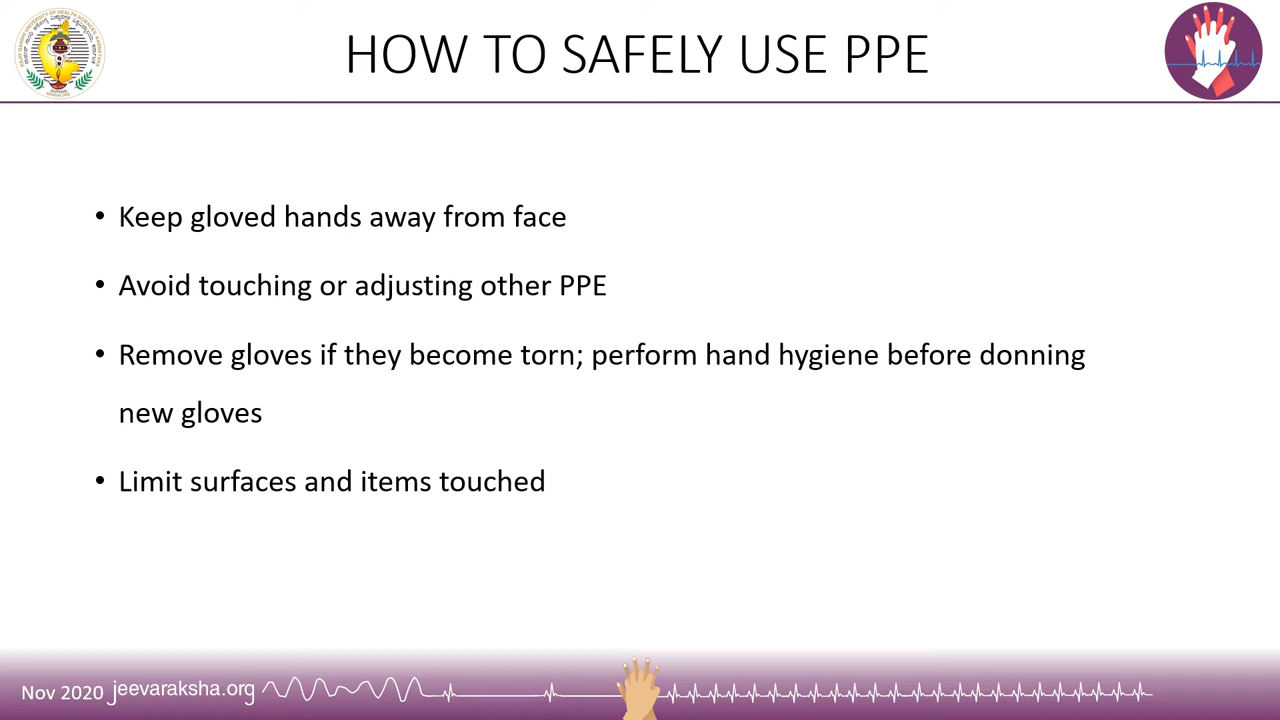 HOW TO SAFELY USE PPE
• Keep gloved hands away from face
• Avoid touching or adjusting other PPE
• Remove gloves if they become torn; perform hand hygiene before donning
new gloves
• Limit surfaces and items touched
Nov 2020 jeevaraksha.org